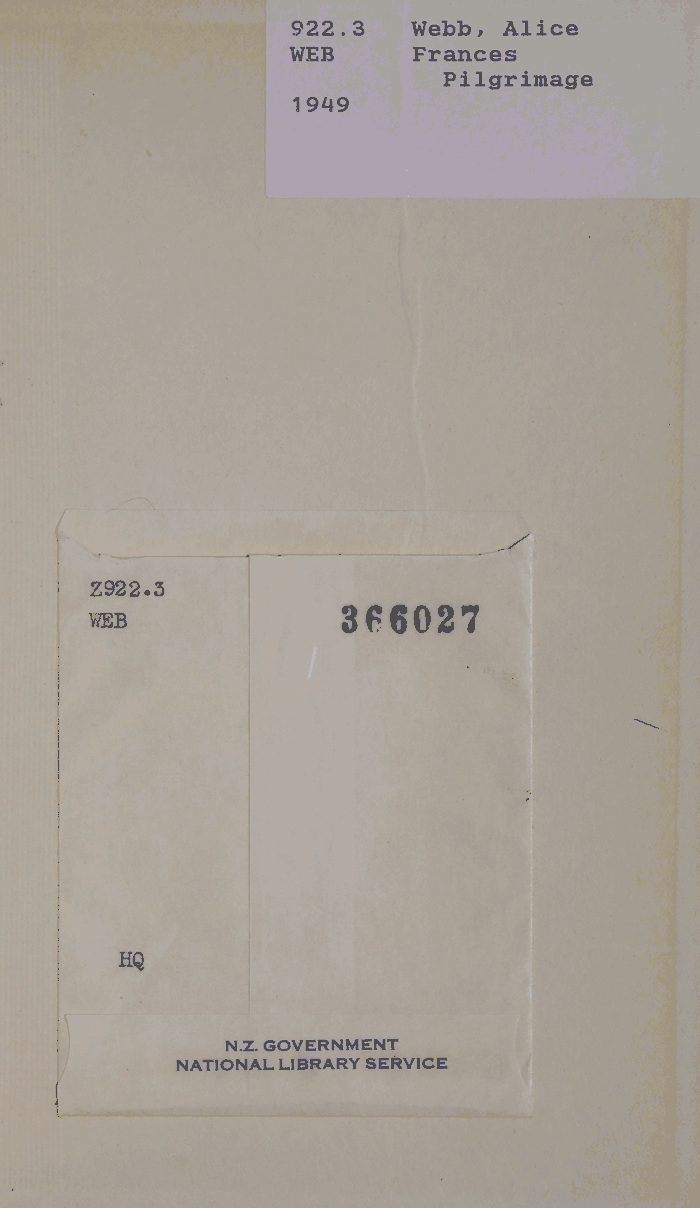 922.3 Webb, Alice
WEB Frances
Pilgrimage
1949
Z922.3
WEB
366027
HQ
N.Z. GOVERNMENT
NATIONAL LIBRARY SERVICE